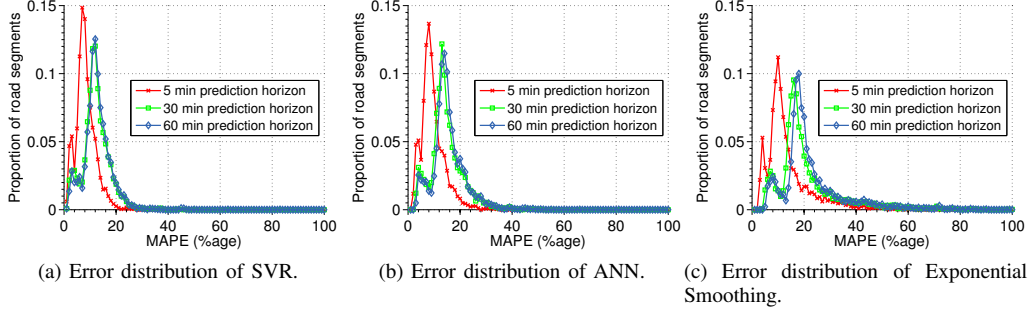 0.15
0.1
0.05
0
Proportion of road segments
0 20 40 60 80 100
MAPE (%age)
5 min prediction horizon
30 min prediction horizon
60 min prediction horizon
(a) Error distribution of SVR.
0.15
0.1
0.05
0
Proportion of road segments
0 20 40 60 80 100
MAPE (%age)
5 min prediction horizon
30 min prediction horizon
60 min prediction horizon
(b) Error distribution of ANN.
0.15
0.1
0.05
0
Proportion of road segments
0 20 40 60 80 100
MAPE (%age)
5 min prediction horizon
30 min prediction horizon
60 min prediction horizon
(c) Error distribution of Exponential
Smoothing.